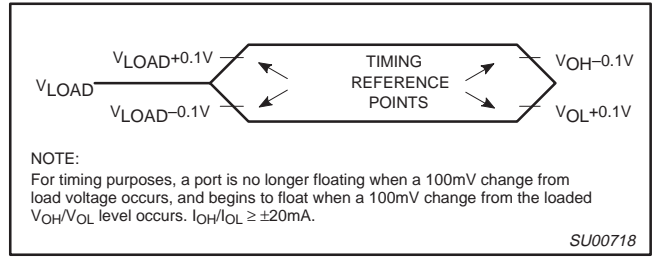 VLOAD+0.1V
VLOAD
VLOAD–0.1V
TIMING
REFERENCE
POINTS
VOH–0.1V
VOL+0.1V
NOTE:
For timing purposes, a port is no longer floating when a 100mV change from
load voltage occurs, and begins to float when a 100mV change from the loaded
VOH/VOL level occurs. IOH/IOL ≥ ±20mA.
SU00718